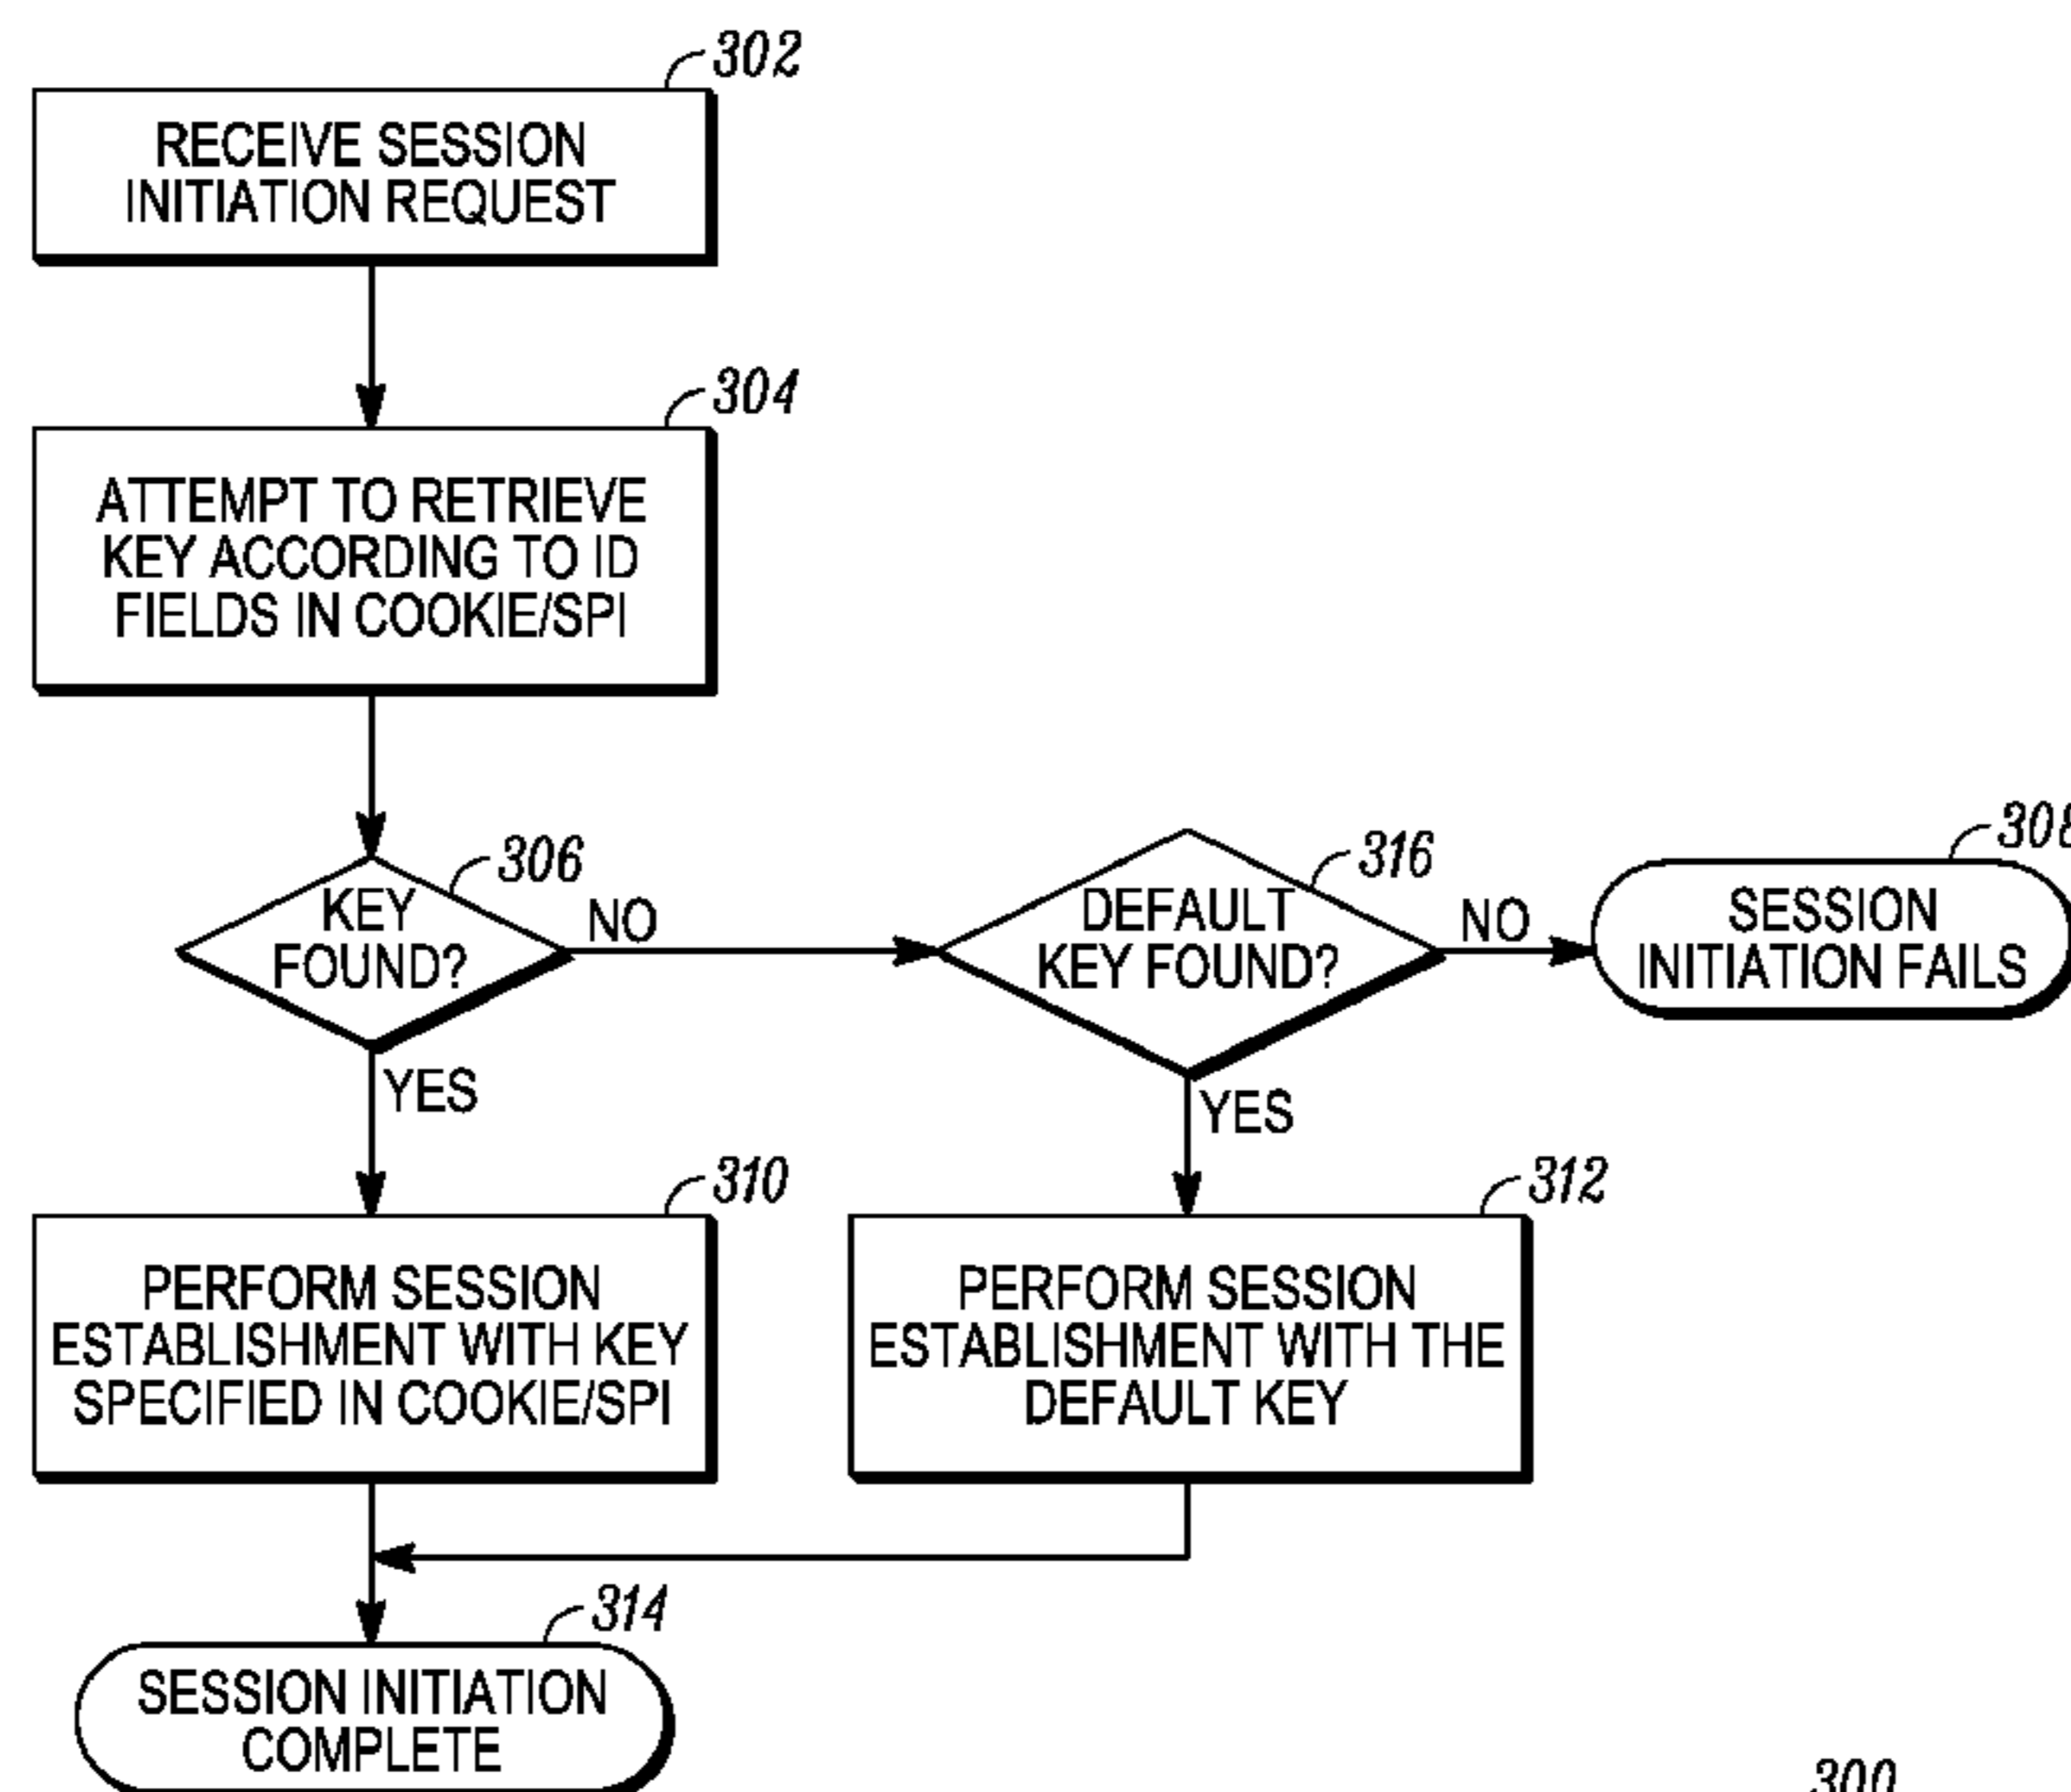 302
RECEIVE SESSION
INITIATION REQUEST
304
ATTEMPT TO RETRIEVE
KEY ACCORDING TO ID
FIELDS IN COOKIE/SPI
306
KEY
FOUND?
NO
YES
316
DEFAULT
KEY FOUND?
NO
YES
308
SESSION
INITIATION FAILS
310
PERFORM SESSION
ESTABLISHMENT WITH KEY
SPECIFIED IN COOKIE/SPI
312
PERFORM SESSION
ESTABLISHMENT WITH THE
DEFAULT KEY
314
SESSION INITIATION
COMPLETE
300